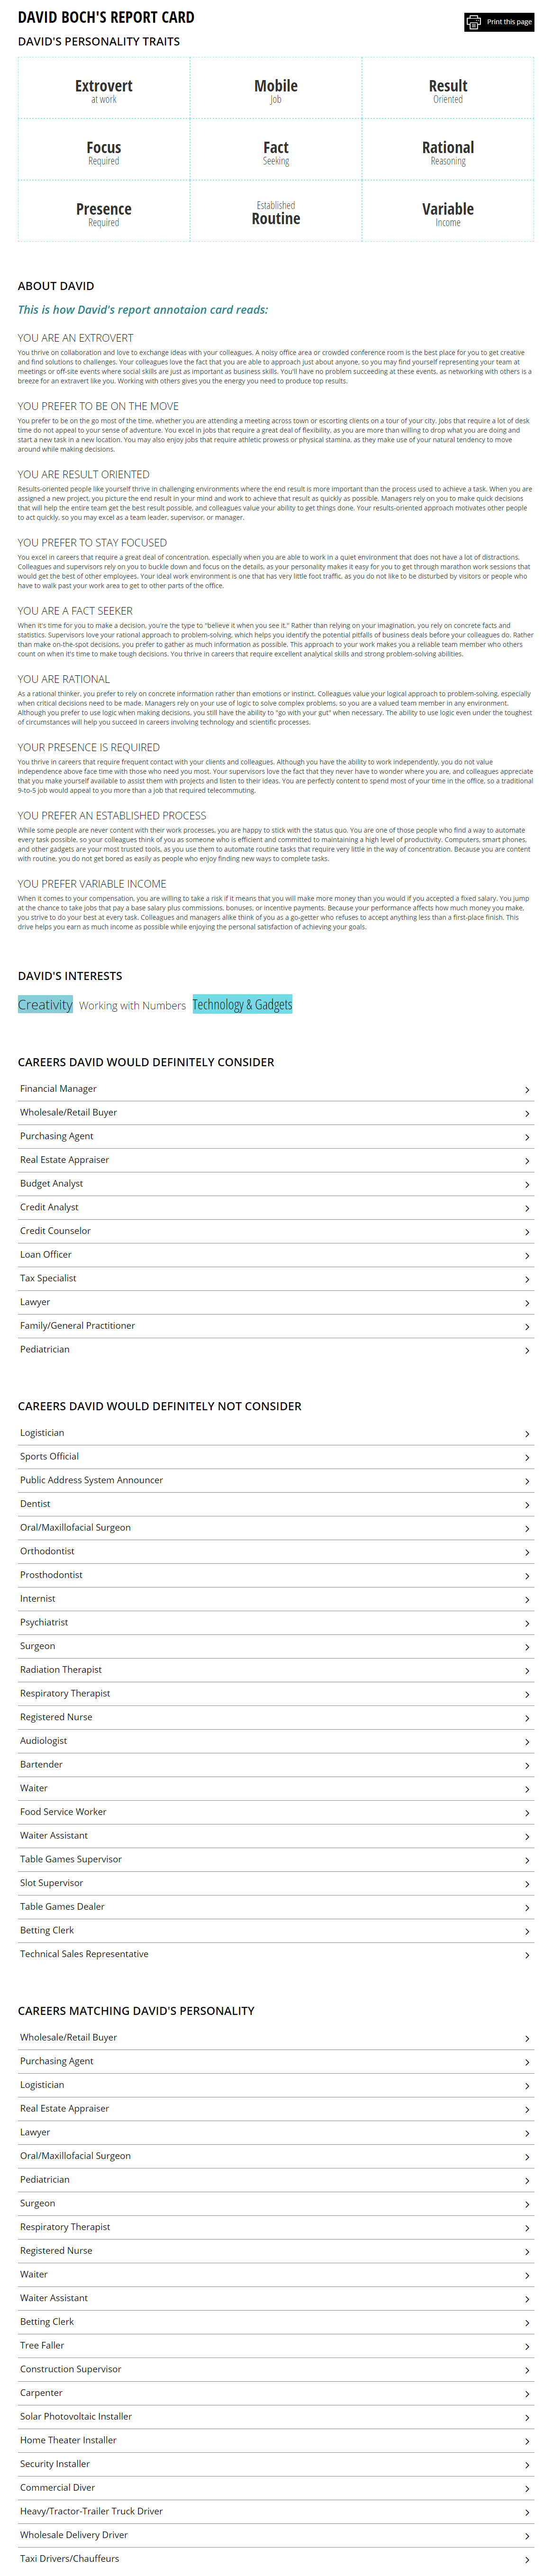 DAVID BOCH'S REPORT CARD
Print this page
DAVID'S PERSONALITY TRAITS
Extrovert
at work
Mobile
Job
Result
Oriented
Focus
Required
Fact
Seeking
Rational
Reasoning
Presence
Required
Established
Routine
Variable
Income
ABOUT DAVID
This is how David's report annotaion card reads:
YOU ARE AN EXTROVERT
You thrive on collaboration and love to exchange ideas with your colleagues. A noisy office area or crowded conference room is the best place for you to get creative
and find solutions to challenges. Your colleagues love the fact that you are able to approach just about anyone, so you may find yourself representing your team at
meetings or off-site events where social skills are just as important as business skills. You'll have no problem succeeding at these events, as networking with others is a
breeze for an extravert like you. Working with others gives you the energy you need to produce top results.
YOU PREFER TO BE ON THE MOVE
You prefer to be on the go most of the time, whether you are attending a meeting across town or escorting clients on a tour of your city. Jobs that require a lot of desk
time do not appeal to your sense of adventure. You excel in jobs that require a great deal of flexibility, as you are more than willing to drop what you are doing and
start a new task in a new location. You may also enjoy jobs that require athletic prowess or physical stamina, as they make use of your natural tendency to move
around while making decisions.
YOU ARE RESULT ORIENTED
Results-oriented people like yourself thrive in challenging environments where the end result is more important than the process used to achieve a task. When you are
assigned a new project, you picture the end result in your mind and work to achieve that result as quickly as possible. Managers rely on you to make quick decisions
that will help the entire team get the best result possible, and colleagues value your ability to get things done. Your results-oriented approach motivates other people
to act quickly, so you may excel as a team leader, supervisor, or manager.
YOU PREFER TO STAY FOCUSED
You excel in careers that require a great deal of concentration, especially when you are able to work in a quiet environment that does not have a lot of distractions.
Colleagues and supervisors rely on you to buckle down and focus on the details, as your personality makes it easy for you to get through marathon work sessions that
would get the best of other employees. Your ideal work environment is one that has very little foot traffic, as you do not like to be disturbed by visitors or people who
have to walk past your work area to get to other parts of the office.
YOU ARE A FACT SEEKER
When it's time for you to make a decision, you're the type to "believe it when you see it." Rather than relying on your imagination, you rely on concrete facts and
statistics. Supervisors love your rational approach to problem-solving, which helps you identify the potential pitfalls of business deals before your colleagues do. Rather
than make on-the-spot decisions, you prefer to gather as much information as possible. This approach to your work makes you a reliable team member who others
count on when it's time to make tough decisions. You thrive in careers that require excellent analytical skills and strong problem-solving abilities.
YOU ARE RATIONAL
As a rational thinker, you prefer to rely on concrete information rather than emotions or instinct. Colleagues value your logical approach to problem-solving, especially
when critical decisions need to be made. Managers rely on your use of logic to solve complex problems, so you are a valued team member in any environment.
Although you prefer to use logic when making decisions, you still have the ability to "go with your gut" when necessary. The ability to use logic even under the toughest
of circumstances will help you succeed in careers involving technology and scientific processes.
YOUR PRESENCE IS REQUIRED
You thrive in careers that require frequent contact with your clients and colleagues. Although you have the ability to work independently, you do not value
independence above face time with those who need you most. Your supervisors love the fact that they never have to wonder where you are, and colleagues appreciate
that you make yourself available to assist them with projects and listen to their ideas. You are perfectly content to spend most of your time in the office, so a traditional
9-to-5 job would appeal to you more than a job that required telecommuting.
YOU PREFER AN ESTABLISHED PROCESS
While some people are never content with their work processes, you are happy to stick with the status quo. You are one of those people who find a way to automate
every task possible, so your colleagues think of you as someone who is efficient and committed to maintaining a high level of productivity. Computers, smart phones,
and other gadgets are your most trusted tools, as you use them to automate routine tasks that require very little in the way of concentration. Because you are content
with routine, you do not get bored as easily as people who enjoy finding new ways to complete tasks.
YOU PREFER VARIABLE INCOME
When it comes to your compensation, you are willing to take a risk if it means that you will make more money than you would if you accepted a fixed salary. You jump
at the chance to take jobs that pay a base salary plus commissions, bonuses, or incentive payments. Because your performance affects how much money you make,
you strive to do your best at every task. Colleagues and managers alike think of you as a go-getter who refuses to accept anything less than a first-place finish. This
drive helps you earn as much income as possible while enjoying the personal satisfaction of achieving your goals.
DAVID'S INTERESTS
Creativity Working with Numbers Technology & Gadgets
CAREERS DAVID WOULD DEFINITELY CONSIDER
Financial Manager
Wholesale/Retail Buyer
Purchasing Agent
Real Estate Appraiser
Budget Analyst
Credit Analyst
Credit Counselor
Loan Officer
Tax Specialist
Lawyer
Family/General Practitioner
Pediatrician
CAREERS DAVID WOULD DEFINITELY NOT CONSIDER
Logistician
Sports Official
Public Address System Announcer
Dentist
Oral/Maxillofacial Surgeon
Orthodontist
Prosthodontist
Internist
Psychiatrist
Surgeon
Radiation Therapist
Respiratory Therapist
Registered Nurse
Audiologist
Bartender
Waiter
Food Service Worker
Waiter Assistant
Table Games Supervisor
Slot Supervisor
Table Games Dealer
Betting Clerk
Technical Sales Representative
CAREERS MATCHING DAVID'S PERSONALITY
Wholesale/Retail Buyer
Purchasing Agent
Logistician
Real Estate Appraiser
Lawyer
Oral/Maxillofacial Surgeon
Pediatrician
Surgeon
Respiratory Therapist
Registered Nurse
Waiter
Waiter Assistant
Betting Clerk
Tree Faller
Construction Supervisor
Carpenter
Solar Photovoltaic Installer
Home Theater Installer
Security Installer
Commercial Diver
Heavy/Tractor-Trailer Truck Driver
Wholesale Delivery Driver
Taxi Drivers/Chauffeurs